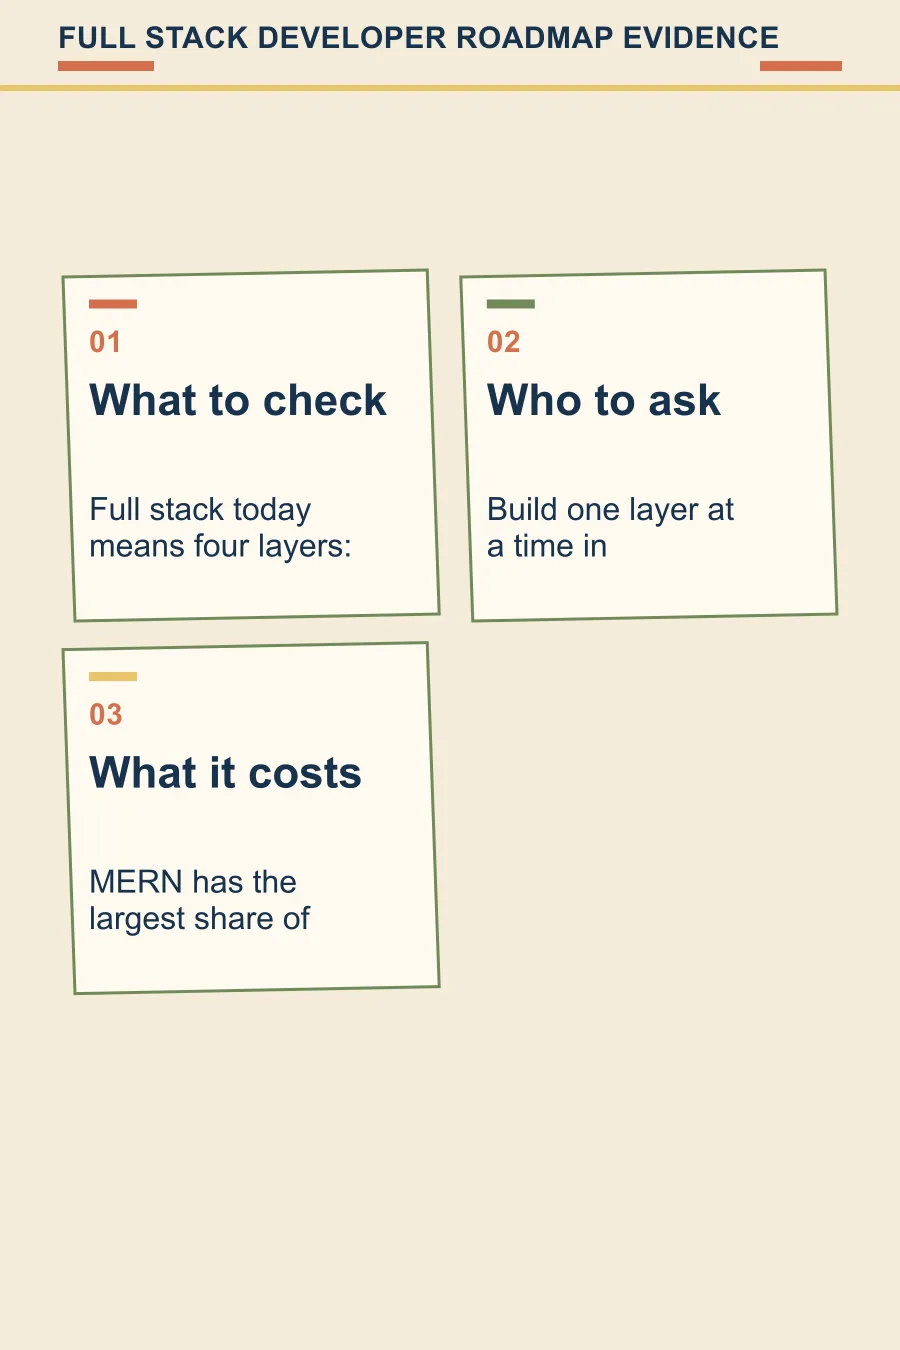 FULL STACK DEVELOPER ROADMAP EVIDENCE
01
What to check
Full stack today
means four layers:
02
Who to ask
Build one layer at
a time in
03
What it costs
MERN has the
largest share of